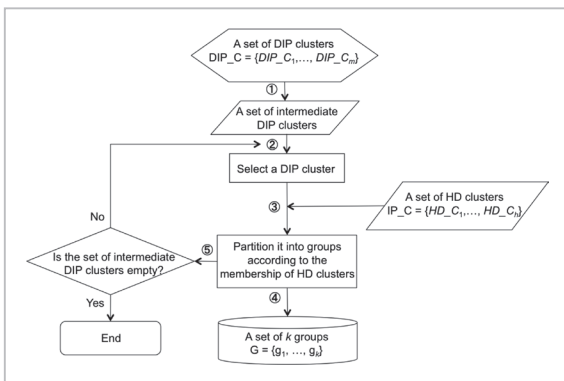 A set of DIP clusters
DIP_C = {DIP_C1,..., DIP_Cm}
①
A set of intermediate
DIP clusters
②
Select a DIP cluster
③
A set of HD clusters
IP_C = {HD_C1,..., HD_Ch}
No
Is the set of intermediate
DIP clusters empty?
⑤
Partition it into groups
according to the
membership of HD clusters
Yes
④
End
A set of k groups
G = {g1, ..., gk}